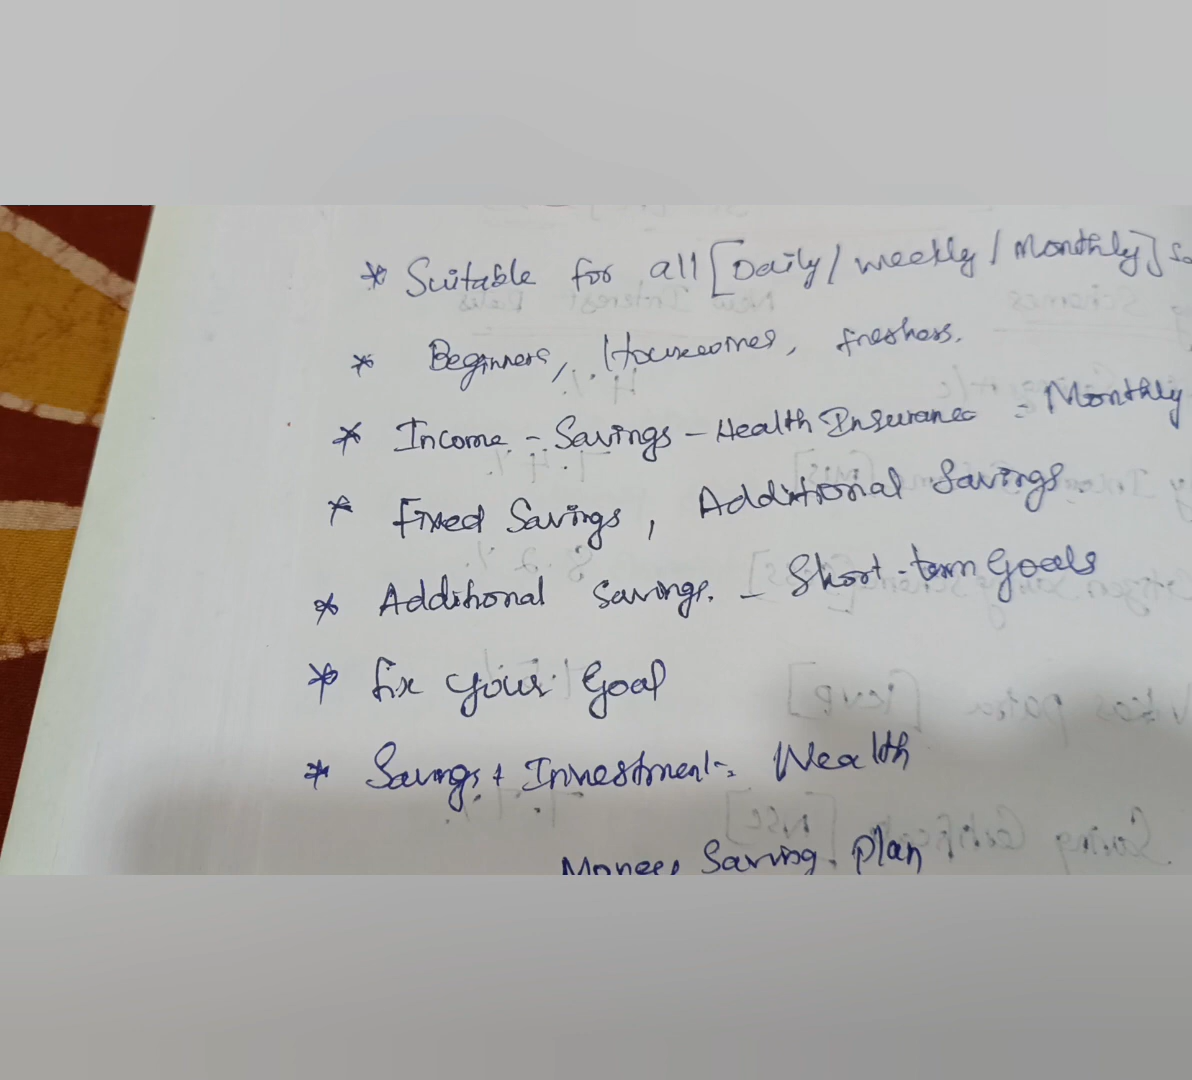 * Suitable for all [Daily / weekly / Monthly]
* Beginners, Housecomes, freshers.
* Income - Savings - Health Insurance = Monthly
* Fixed Savings, Additional Savings.
* Additional Savings. - Short-term Goals
* fix your Goal
* Savings + Investment = Wealth
Money Saving Plan